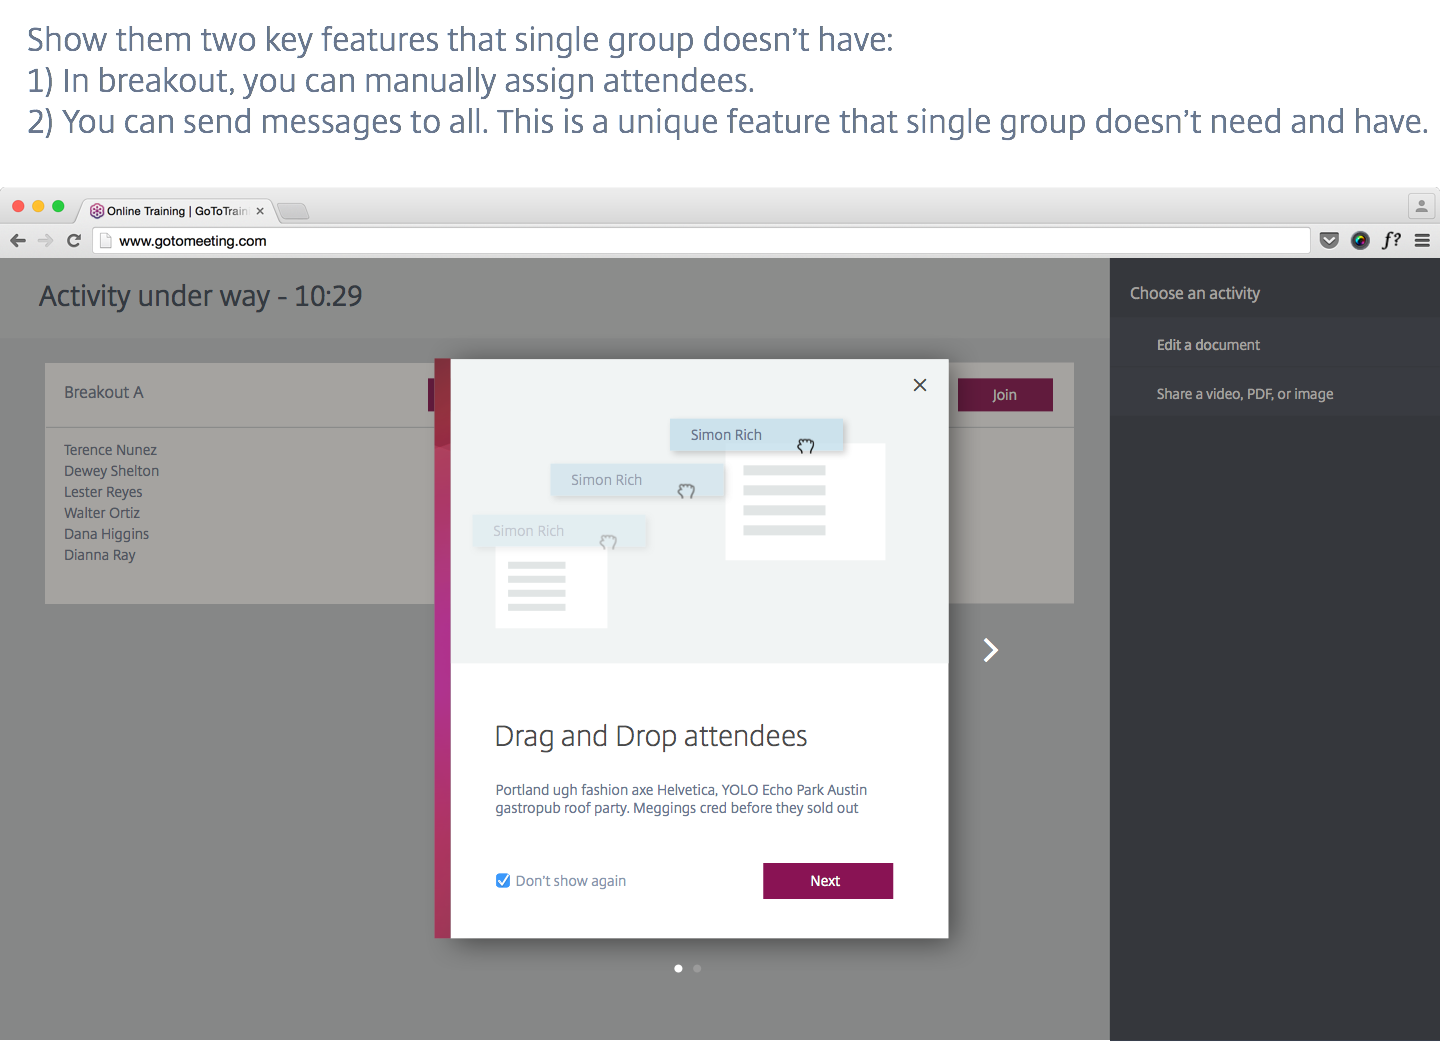 Show them two key features that single group doesn't have:
1) In breakout, you can manually assign attendees.
2) You can send messages to all. This is a unique feature that single group doesn't need and have.
Online Training | GoToTrain
www.gotomeeting.com
f?
Activity under way - 10:29
Choose an activity
Edit a document
Share a video, PDF, or image
Breakout A
Join
Terence Nunez
Dewey Shelton
Lester Reyes
Walter Ortiz
Dana Higgins
Dianna Ray
Simon Rich
Simon Rich
Simon Rich
Drag and Drop attendees
Portland ugh fashion axe Helvetica, YOLO Echo Park Austin
gastropub roof party. Meggings cred before they sold out
Don't show again
Next